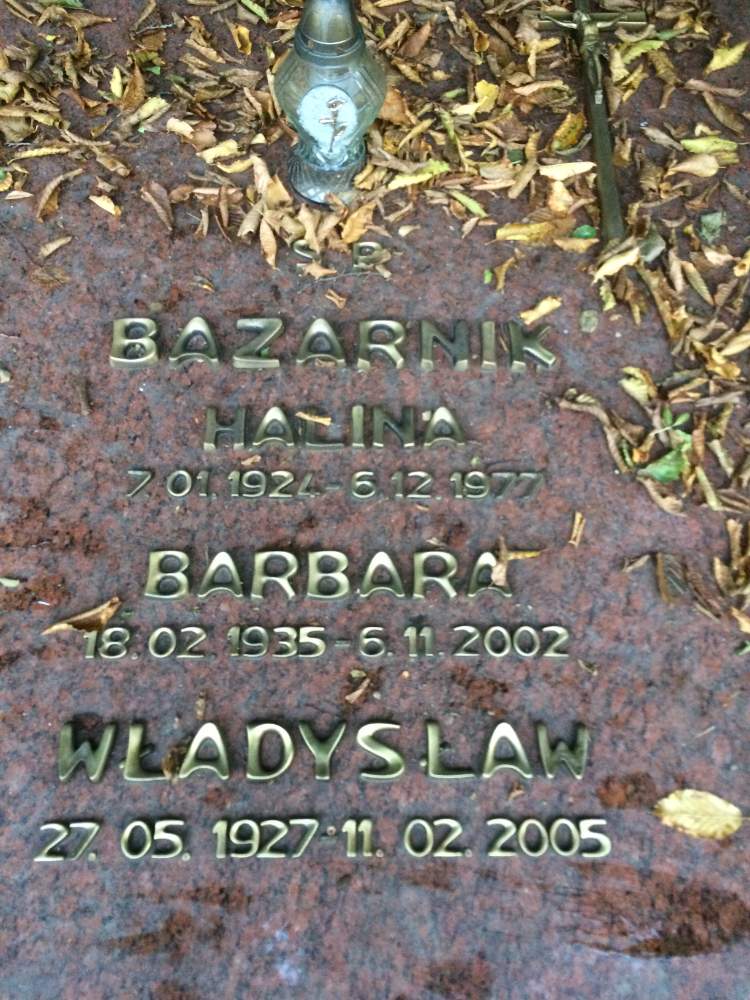 Ś P
BAZARNIK
HALINA
7.01.1924-6.12.1977
BARBARA
18.02.1935-6.11.2002
WŁADYSŁAW
27.05.1927-11.02.2005